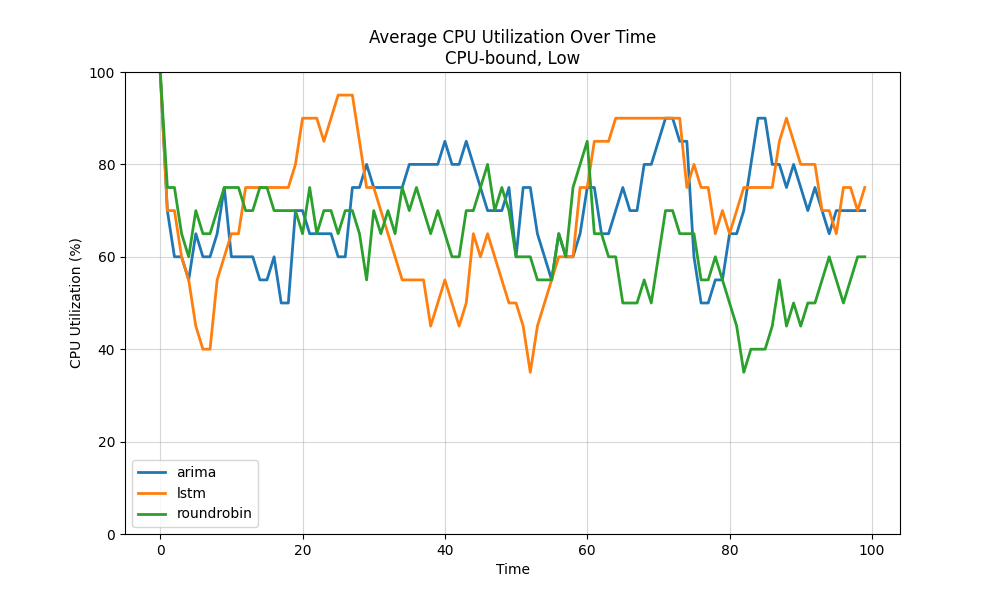 Average CPU Utilization Over Time
CPU-bound, Low
CPU Utilization (%)
100
80
60
40
20
0
0
20
40
60
80
100
Time
arima
lstm
roundrobin